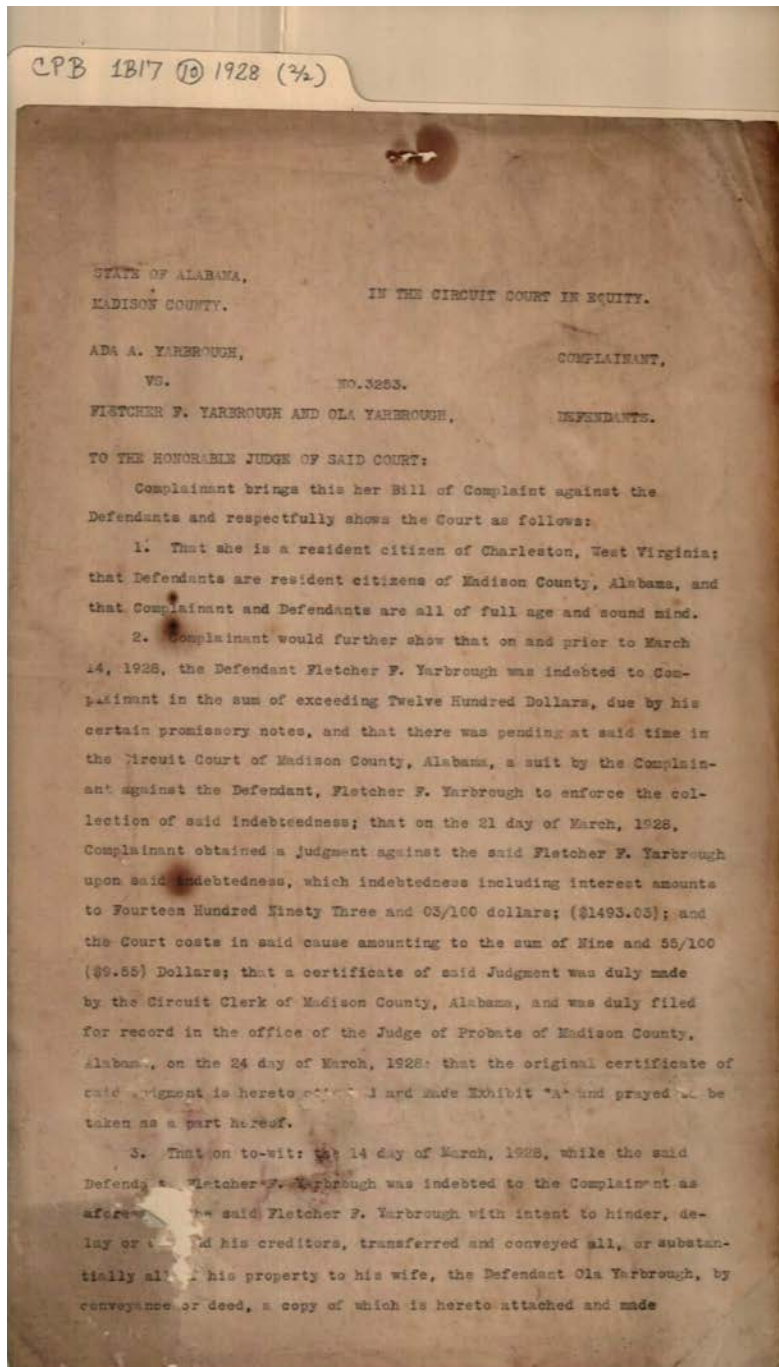 CPB 1B17 ⑩ 1928 (2/2)
STATE OF ALABAMA,
MADISON COUNTY. IN THE CIRCUIT COURT IN EQUITY.
ADA A. YARBROUGH, COMPLAINANT,
VS. NO.3253.
FLETCHER F. YARBROUGH AND OLA YARBROUGH, DEFENDANTS.
TO THE HONORABLE JUDGE OF SAID COURT:
Complainant brings this her Bill of Complaint against the
Defendants and respectfully shows the Court as follows:
1. That she is a resident citizen of Charleston, West Virginia;
that Defendants are resident citizens of Madison County, Alabama, and
that Complainant and Defendants are all of full age and sound mind.
2. Complainant would further show that on and prior to March
14, 1928, the Defendant Fletcher F. Yarbrough was indebted to Com-
plainant in the sum of exceeding Twelve Hundred Dollars, due by his
certain promissory notes, and that there was pending at said time in
the Circuit Court of Madison County, Alabama, a suit by the Complain-
ant against the Defendant, Fletcher F. Yarbrough to enforce the col-
lection of said indebteedness; that on the 21 day of March, 1928,
Complainant obtained a judgment against the said Fletcher F. Yarbrough
upon said indebtedness, which indebtedness including interest amounts
to Fourteen Hundred Ninety Three and 03/100 dollars; ($1493.03); and
the Court costs in said cause amounting to the sum of Nine and 55/100
($9.55) Dollars; that a certificate of said Judgment was duly made
by the Circuit Clerk of Madison County, Alabama, and was duly filed
for record in the office of the Judge of Probate of Madison County,
Alabama, on the 24 day of March, 1928: that the original certificate of
said judgment is hereto and made Exhibit "A" and prayed be
taken as a part hereof.
3. That on to-wit: the 14 day of March, 1928, while the said
Fletcher F. Yarbrough was indebted to the Complainant as
said Fletcher F. Yarbrough with intent to hinder, de-
lay or his creditors, transferred and conveyed all, or substan-
tially his property to his wife, the Defendant Ola Yarbrough, by
conveyance or deed, a copy of which is hereto attached and made